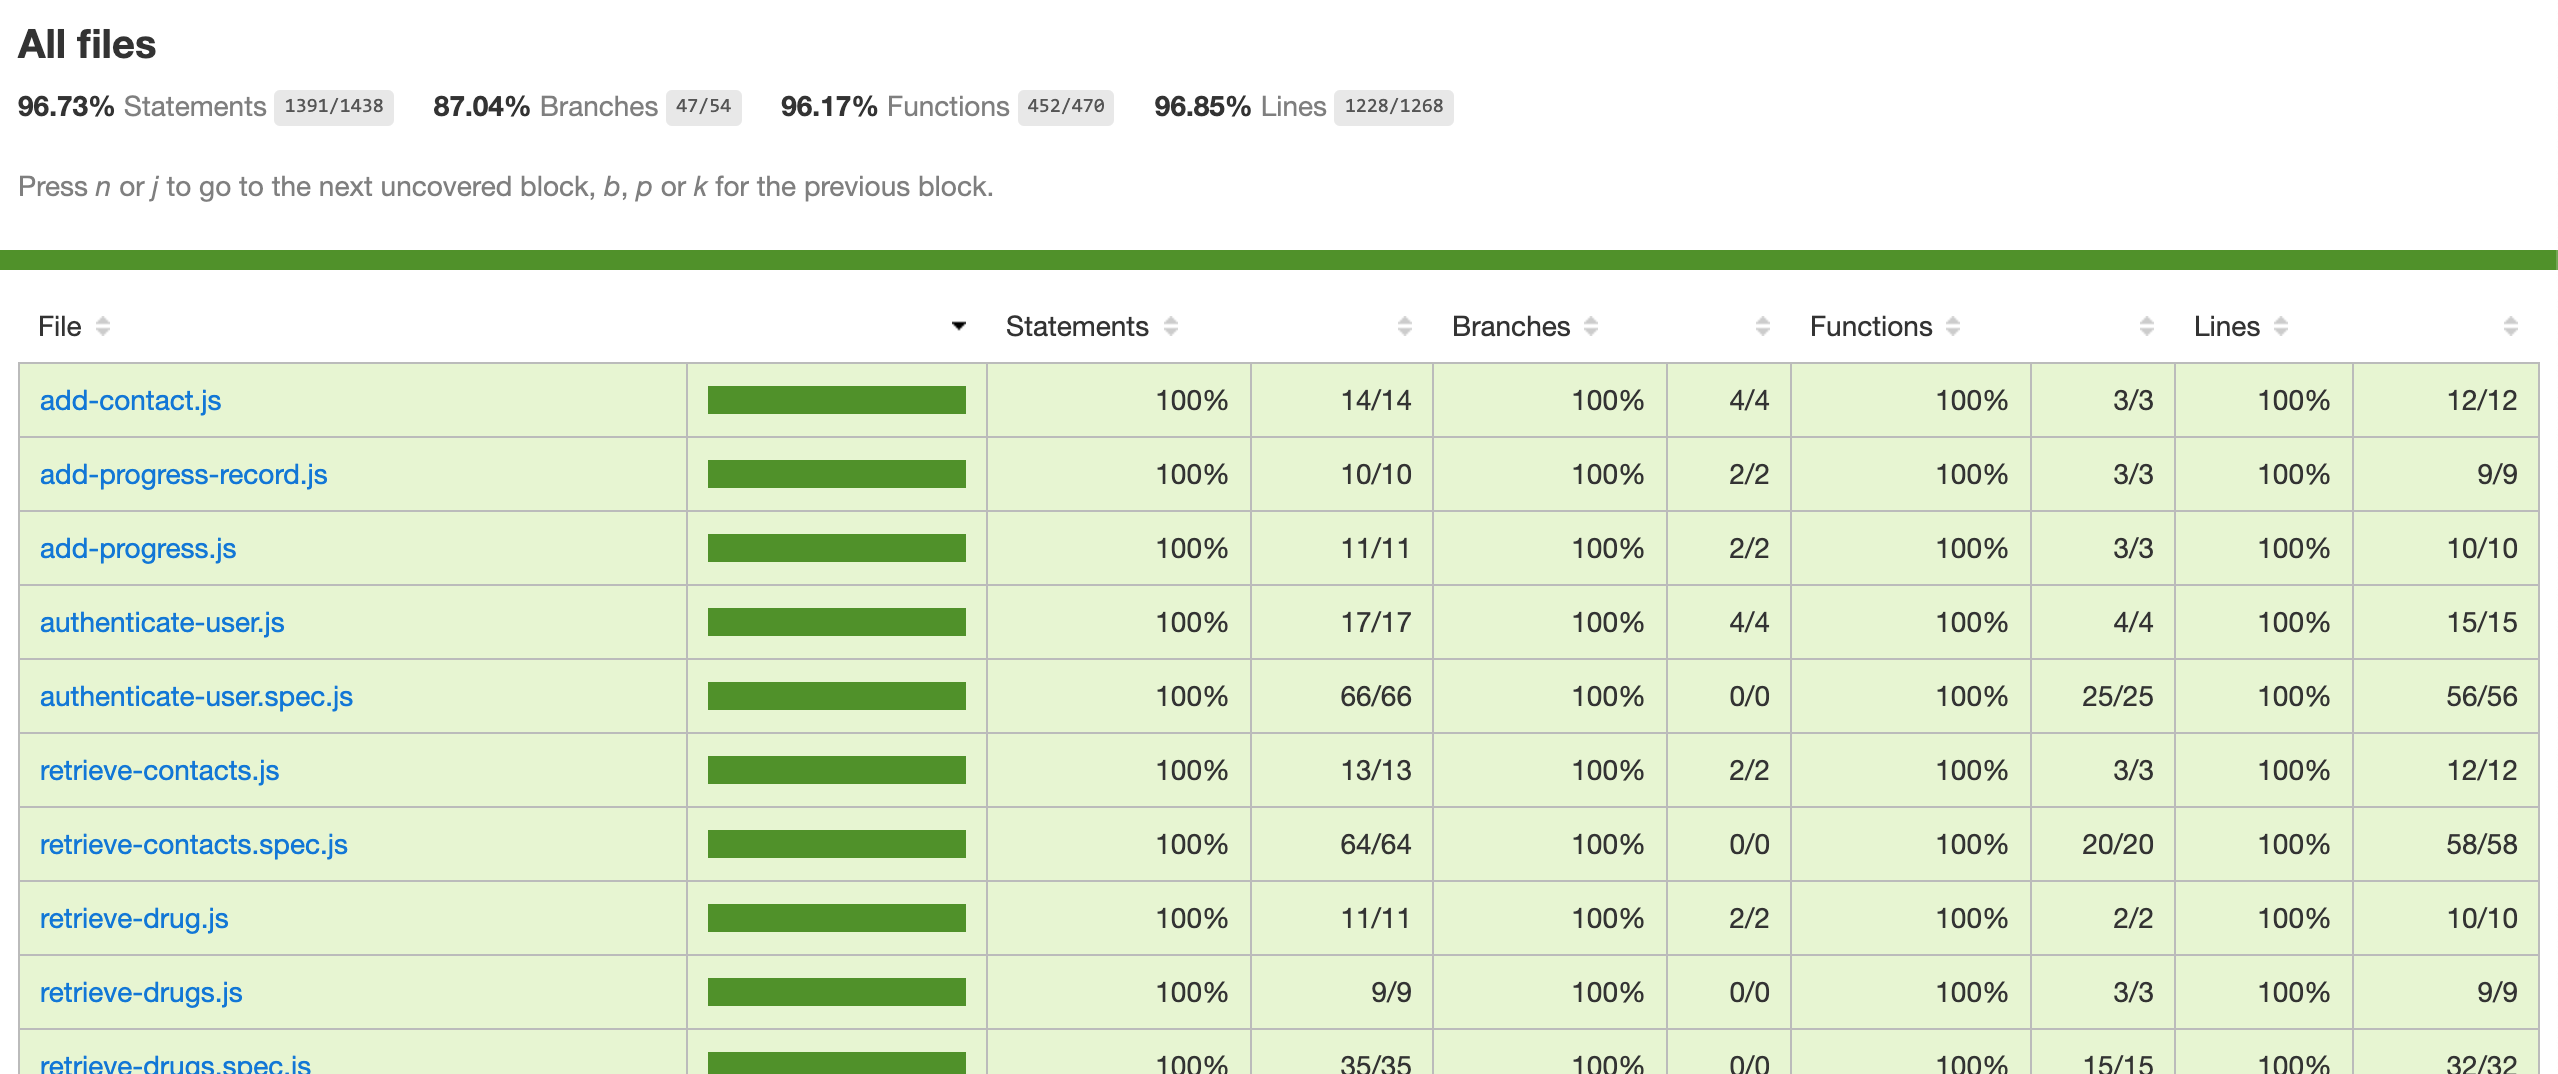 All files
96.73% Statements 1391/1438 87.04% Branches 47/54 96.17% Functions 452/470 96.85% Lines 1228/1268
Press n or j to go to the next uncovered block, b, p or k for the previous block.
File Statements Branches Functions Lines
add-contact.js 100% 14/14 100% 4/4 100% 3/3 100% 12/12
add-progress-record.js 100% 10/10 100% 2/2 100% 3/3 100% 9/9
add-progress.js 100% 11/11 100% 2/2 100% 3/3 100% 10/10
authenticate-user.js 100% 17/17 100% 4/4 100% 4/4 100% 15/15
authenticate-user.spec.js 100% 66/66 100% 0/0 100% 25/25 100% 56/56
retrieve-contacts.js 100% 13/13 100% 2/2 100% 3/3 100% 12/12
retrieve-contacts.spec.js 100% 64/64 100% 0/0 100% 20/20 100% 58/58
retrieve-drug.js 100% 11/11 100% 2/2 100% 2/2 100% 10/10
retrieve-drugs.js 100% 9/9 100% 0/0 100% 3/3 100% 9/9
retrieve-drugs.spec.js 100% 35/35 100% 0/0 100% 15/15 100% 32/32